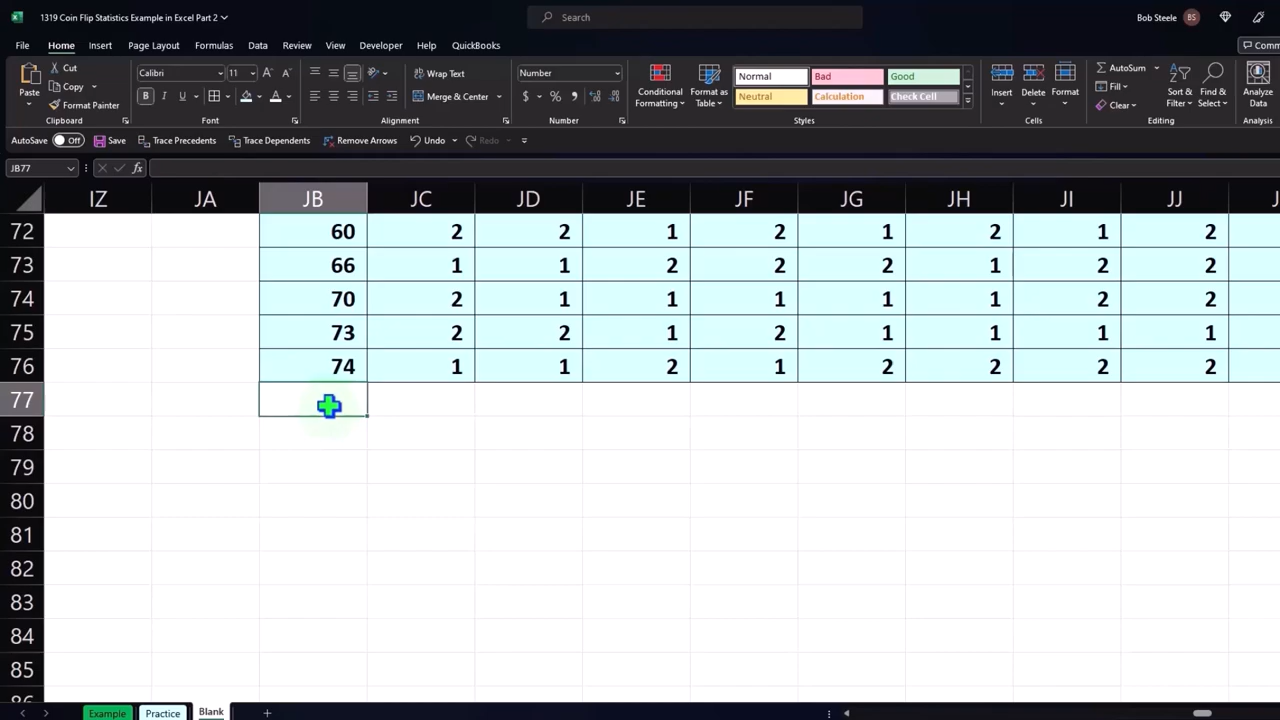 1319 Coin Flip Statistics Example in Excel Part 2
Search
Bob Steele
BS
File Home Insert Page Layout Formulas Data Review View Developer Help QuickBooks
Comm
Paste
Cut
Copy
Format Painter
Clipboard
Calibri 11
B I U
Font
Wrap Text
Merge & Center
Alignment
Number
$ % 9
Number
Conditional Formatting
Format as Table
Normal Bad Good
Neutral Calculation Check Cell
Styles
Insert Delete Format
Cells
AutoSum
Fill
Clear
Sort & Filter
Find & Select
Editing
Analyze Data
Analysis
AutoSave Off Save Trace Precedents Trace Dependents Remove Arrows Undo Redo
JB77 fx
IZ JA JB JC JD JE JF JG JH JI JJ
72 60 2 2 1 2 1 2 1 2
73 66 1 1 2 2 2 1 2 2
74 70 2 1 1 1 1 1 2 2
75 73 2 2 1 2 1 1 1 1
76 74 1 1 2 1 2 2 2 2
77
78
79
80
81
82
83
84
85
86
Example Practice Blank